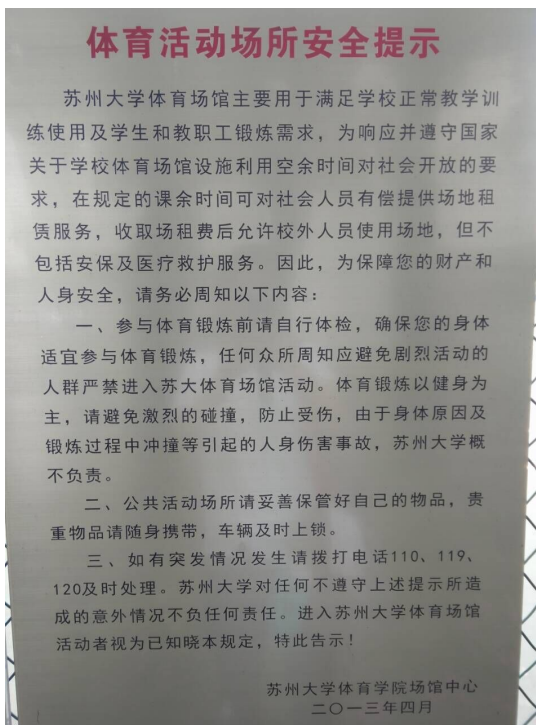 体育活动场所安全提示
苏州大学体育场馆主要用于满足学校正常教学训
练使用及学生和教职工锻炼需求，为响应并遵守国家
关于学校体育场馆设施利用空余时间对社会开放的要
求，在规定的课余时间可对社会人员有偿提供场地租
赁服务，收取场租费后允许校外人员使用场地，但不
包括安保及医疗救护服务。因此，为保障您的财产和
人身安全，请务必周知以下内容：
一、参与体育锻炼前请自行体检，确保您的身体
适宜参与体育锻炼，任何众所周知应避免剧烈活动的
人群严禁进入苏大体育场馆活动。体育锻炼以健身为
主，请避免激烈的碰撞，防止受伤，由于身体原因及
锻炼过程中冲撞等引起的人身伤害事故，苏州大学概
不负责。
二、公共活动场所请妥善保管好自己的物品，贵
重物品请随身携带，车辆及时上锁。
三、如有突发情况发生请拨打电话110、119、
120及时处理。苏州大学对任何不遵守上述提示所造
成的意外情况不负任何责任。进入苏州大学体育场馆
活动者视为已知晓本规定，特此告示！
苏州大学体育学院场馆中心
二〇一三年四月